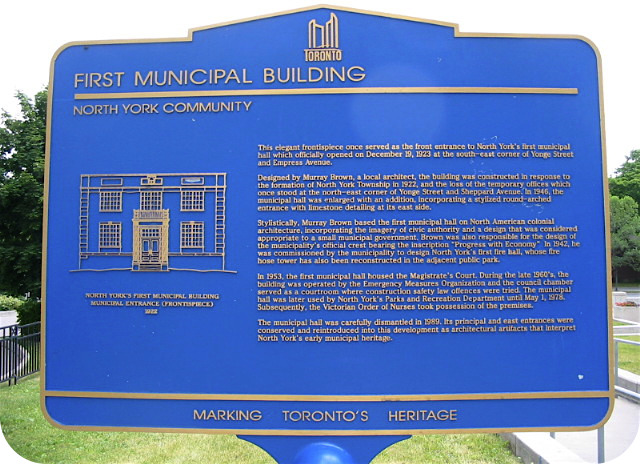 TORONTO
FIRST MUNICIPAL BUILDING
NORTH YORK COMMUNITY
This elegant frontispiece once served as the front entrance to North York's first municipal
hall which officially opened on December 19, 1923 at the south-east corner of Yonge Street
and Empress Avenue.
Designed by Murray Brown, a local architect, the building was constructed in response to
the formation of North York Township in 1922, and the loss of the temporary offices which
once stood at the north-east corner of Yonge Street and Sheppard Avenue. In 1946, the
municipal hall was enlarged with an addition, incorporating a stylized round-arched
entrance with limestone detailing at its east side.
Stylistically, Murray Brown based the first municipal hall on North American colonial
architecture, incorporating the imagery of civic authority and a design that was considered
appropriate to a small municipal government. Brown was also responsible for the design of
the municipality's official crest bearing the inscription "Progress with Economy" In 1942, he
was commissioned by the municipality to design North York's first fire hall, whose fire
hose tower has also been reconstructed in the adjacent public park.
In 1953, the first municipal hall housed the Magistrate's Court. During the late 1960's, the
building was operated by the Emergency Measures Organization and the council chamber
served as a courtroom where construction safety law offences were tried. The municipal
hall was later used by North York's Parks and Recreation Department until May 1, 1978.
Subsequently, the Victorian Order of Nurses took possession of the premises.
The municipal hall was carefully dismantled in 1989. Its principal and east entrances were
conserved and reintroduced into this development as architectural artifacts that interpret
North York's early municipal heritage.
NORTH YORK'S FIRST MUNICIPAL BUILDING
MUNICIPAL ENTRANCE (FRONTISPIECE)
1922
MARKING TORONTO'S HERITAGE